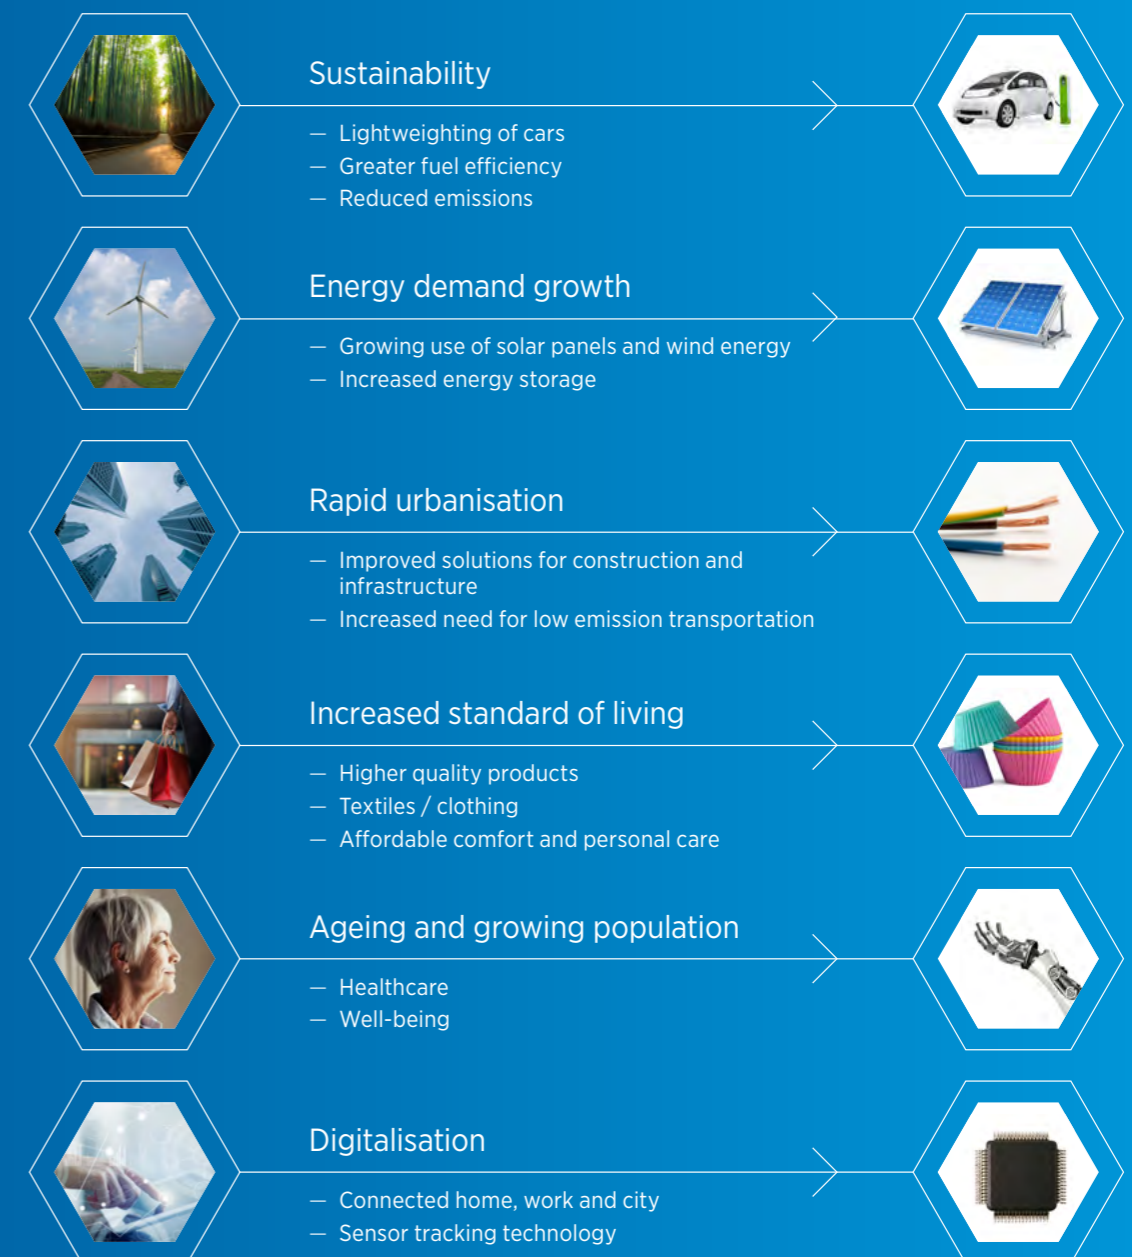 Sustainability
— Lightweighting of cars
— Greater fuel efficiency
— Reduced emissions
Energy demand growth
— Growing use of solar panels and wind energy
— Increased energy storage
Rapid urbanisation
— Improved solutions for construction and
infrastructure
— Increased need for low emission transportation
Increased standard of living
— Higher quality products
— Textiles / clothing
— Affordable comfort and personal care
Ageing and growing population
— Healthcare
— Well-being
Digitalisation
— Connected home, work and city
— Sensor tracking technology